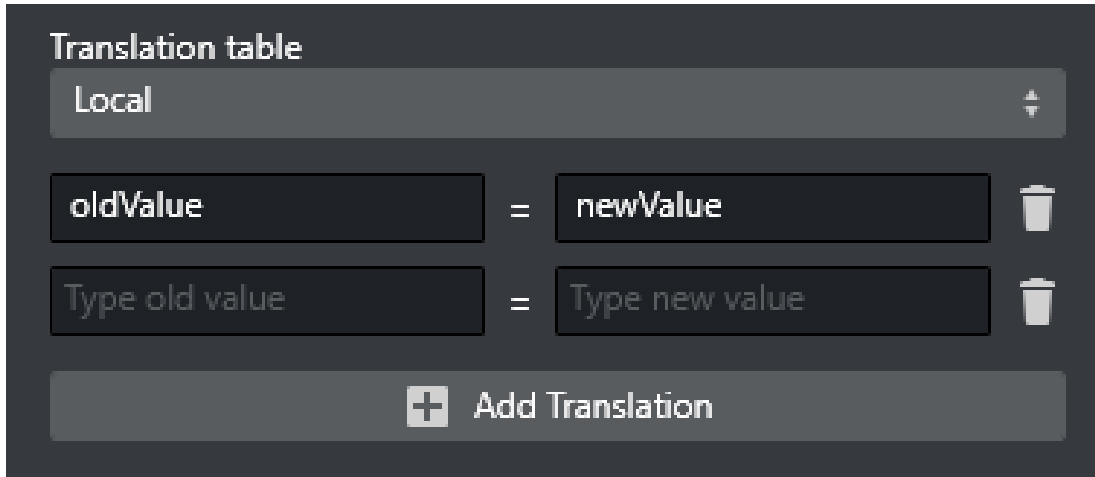 Translation table
Local
oldValue = newValue
Type old value = Type new value
Add Translation